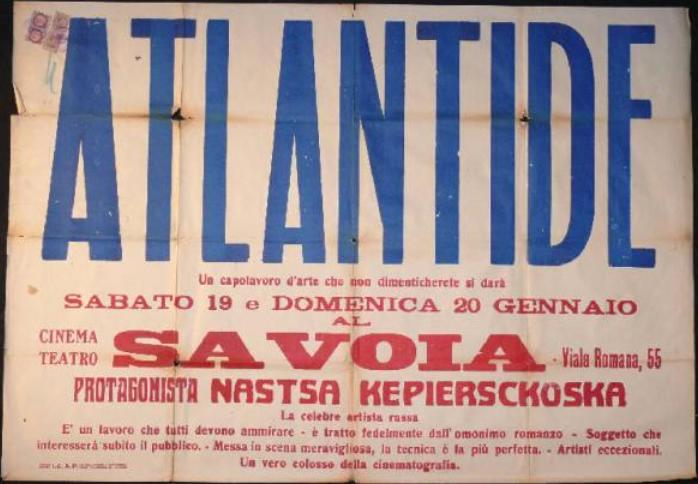 ATLANTIDE
Un capolavoro d'arte che non dimenticherete si darà
SABATO 19 e DOMENICA 20 GENNAIO
AL
CINEMA TEATRO SAVOIA - Viale Romana, 55
PROTAGONISTA NASTSA KEPIERSCKOSKA
La celebre artista russa
E' un lavoro che tutti devono ammirare - è tratto fedelmente dall'omonimo romanzo - Soggetto che
interesserà subito il pubblico. - Messa in scena meravigliosa, la tecnica è la più perfetta. - Artisti eccezionali.
Un vero colosso della cinematografia.